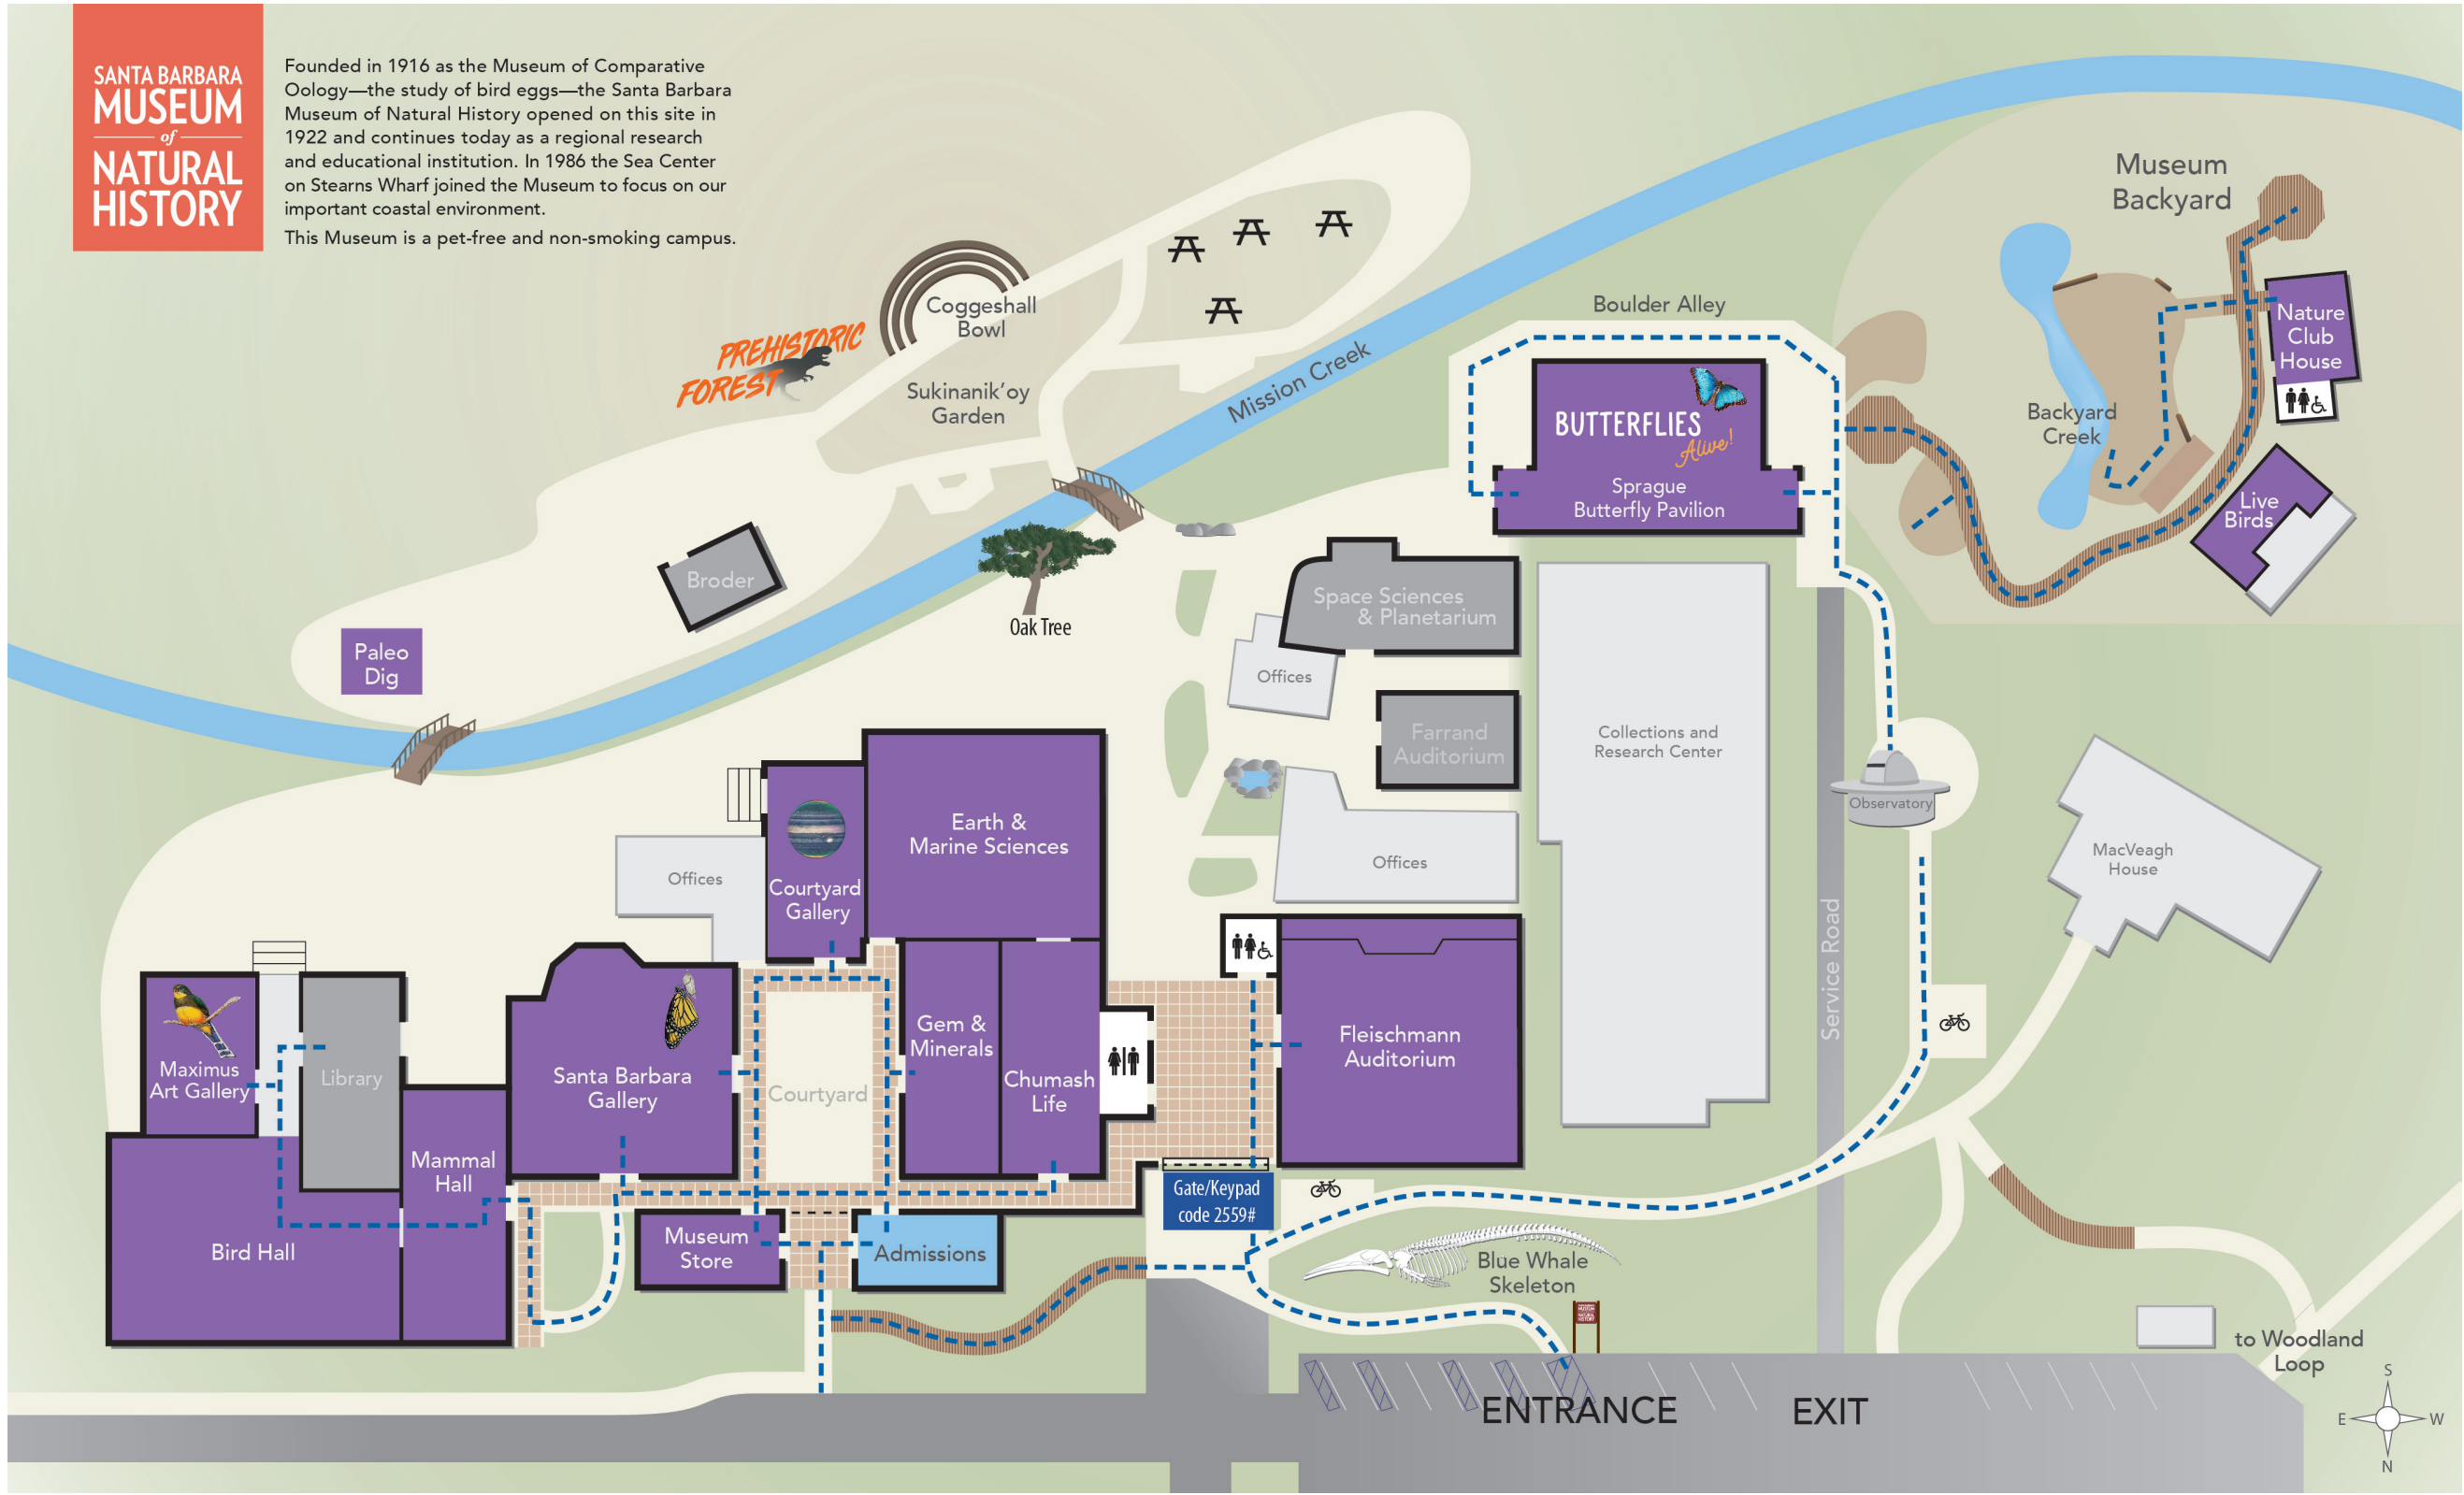 SANTA BARBARA
MUSEUM
of
NATURAL
HISTORY
Founded in 1916 as the Museum of Comparative
Oology—the study of bird eggs—the Santa Barbara
Museum of Natural History opened on this site in
1922 and continues today as a regional research
and educational institution. In 1986 the Sea Center
on Stearns Wharf joined the Museum to focus on our
important coastal environment.
This Museum is a pet-free and non-smoking campus.
Museum
Backyard
Coggeshall
Bowl
Boulder Alley
PREHISTORIC
FOREST
Sukinanik’oy
Garden
Mission Creek
Nature
Club
House
BUTTERFLIES
Alive!
Sprague
Butterfly Pavilion
Backyard
Creek
Live
Birds
Broder
Oak Tree
Space Sciences
& Planetarium
Offices
Paleo
Dig
Farrand
Auditorium
Collections and
Research Center
Observatory
MacVeagh
House
Earth &
Marine Sciences
Offices
Courtyard
Gallery
Offices
Service Road
Maximus
Art Gallery
Library
Santa Barbara
Gallery
Courtyard
Gem &
Minerals
Chumash
Life
Fleischmann
Auditorium
Mammal
Hall
Bird Hall
Museum
Store
Admissions
Gate/Keypad
code 2559#
Blue Whale
Skeleton
MUSEUM
NATURAL
HISTORY
to Woodland
Loop
ENTRANCE
EXIT
S
E
W
N